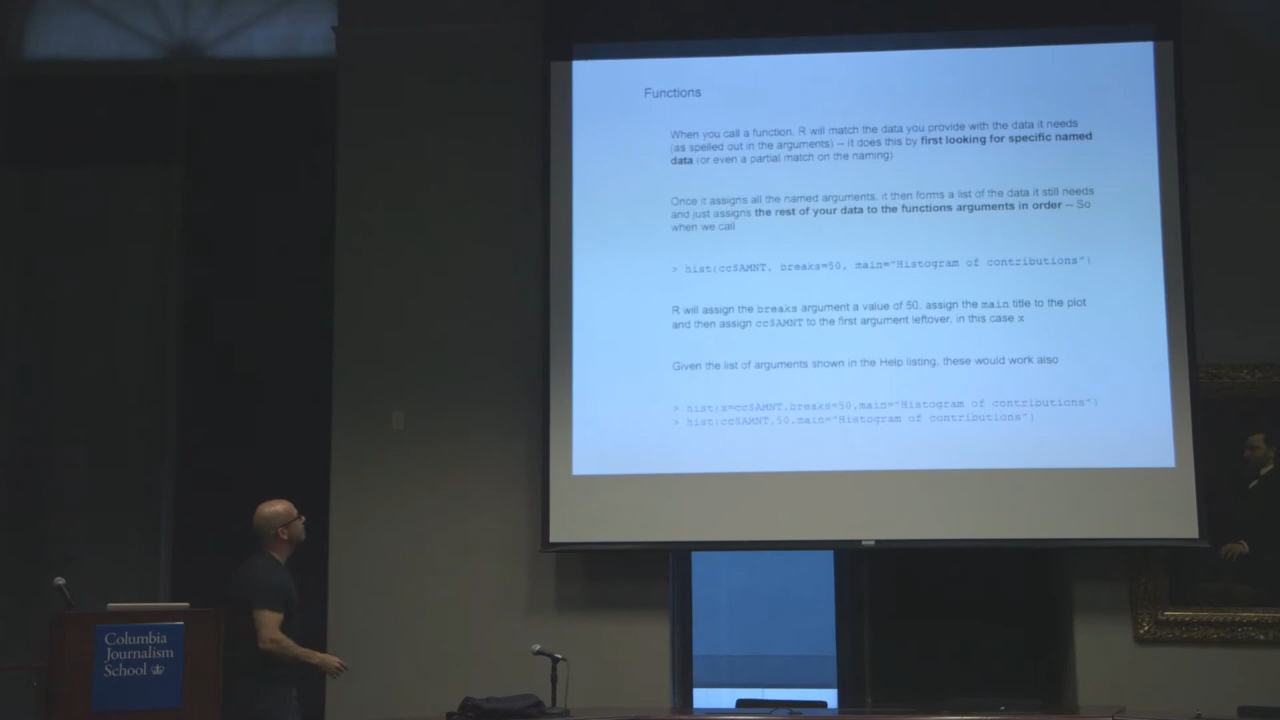 Functions
When you call a function, R will match the data you provide with the data it needs
(as spelled out in the arguments) — it does this by first looking for specific named
data (or even a partial match on the naming)
Once it assigns all the named arguments, it then forms a list of the data it still needs
and just assigns the rest of your data to the functions arguments in order — So
when we call
> hist(cc$AMNT, breaks=50, main="Histogram of contributions")
R will assign the breaks argument a value of 50, assign the main title to the plot
and then assign cc$AMNT to the first argument leftover, in this case x
Given the list of arguments shown in the Help listing, these would work also
> hist(x=cc$AMNT,breaks=50,main="Histogram of contributions")
> hist(cc$AMNT,50,main="Histogram of contributions")
Columbia
Journalism
School